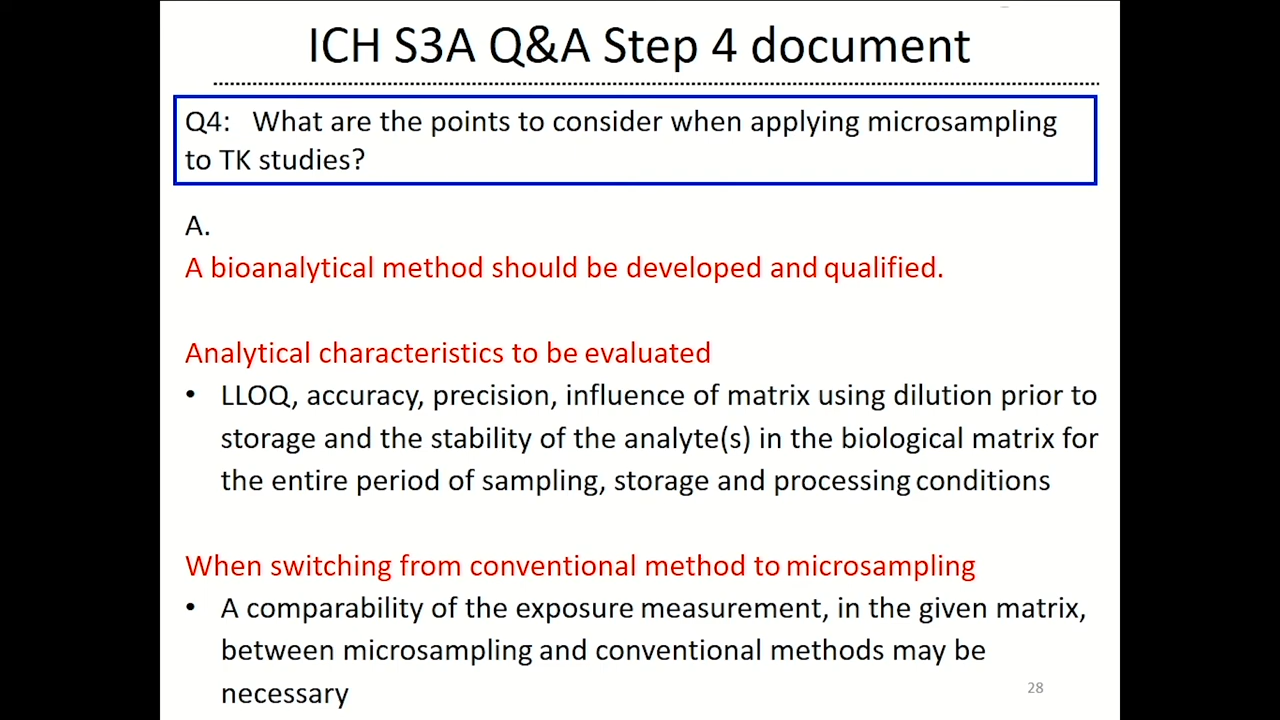 ICH S3A Q&A Step 4 document
Q4: What are the points to consider when applying microsampling
to TK studies?
A.
A bioanalytical method should be developed and qualified.
Analytical characteristics to be evaluated
• LLOQ, accuracy, precision, influence of matrix using dilution prior to
storage and the stability of the analyte(s) in the biological matrix for
the entire period of sampling, storage and processing conditions
When switching from conventional method to microsampling
• A comparability of the exposure measurement, in the given matrix,
between microsampling and conventional methods may be
necessary
28